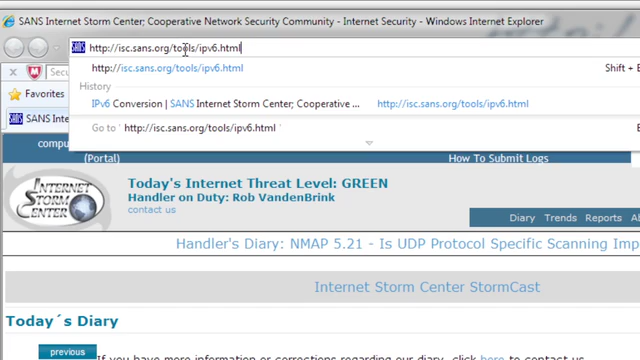 SANS Internet Storm Center; Cooperative Network Security Community - Internet Security - Windows Internet Explorer
SANS http://isc.sans.org/tools/ipv6.html
http://isc.sans.org/tools/ipv6.html Shift + E
History
IPv6 Conversion | SANS Internet Storm Center; Cooperative ... http://isc.sans.org/tools/ipv6.html
Go to ' http://isc.sans.org/tools/ipv6.html '
Favorites
SANS Inte
compu
(Portal) How To Submit Logs
INTERNET STORM CENTER
Today's Internet Threat Level: GREEN
Handler on Duty: Rob VandenBrink
contact us
Diary Trends Reports A
Handler's Diary: NMAP 5.21 - Is UDP Protocol Specific Scanning Imp
Internet Storm Center StormCast
Today´s Diary
previous
If you have more information or corrections regarding our diary, click here to contact us